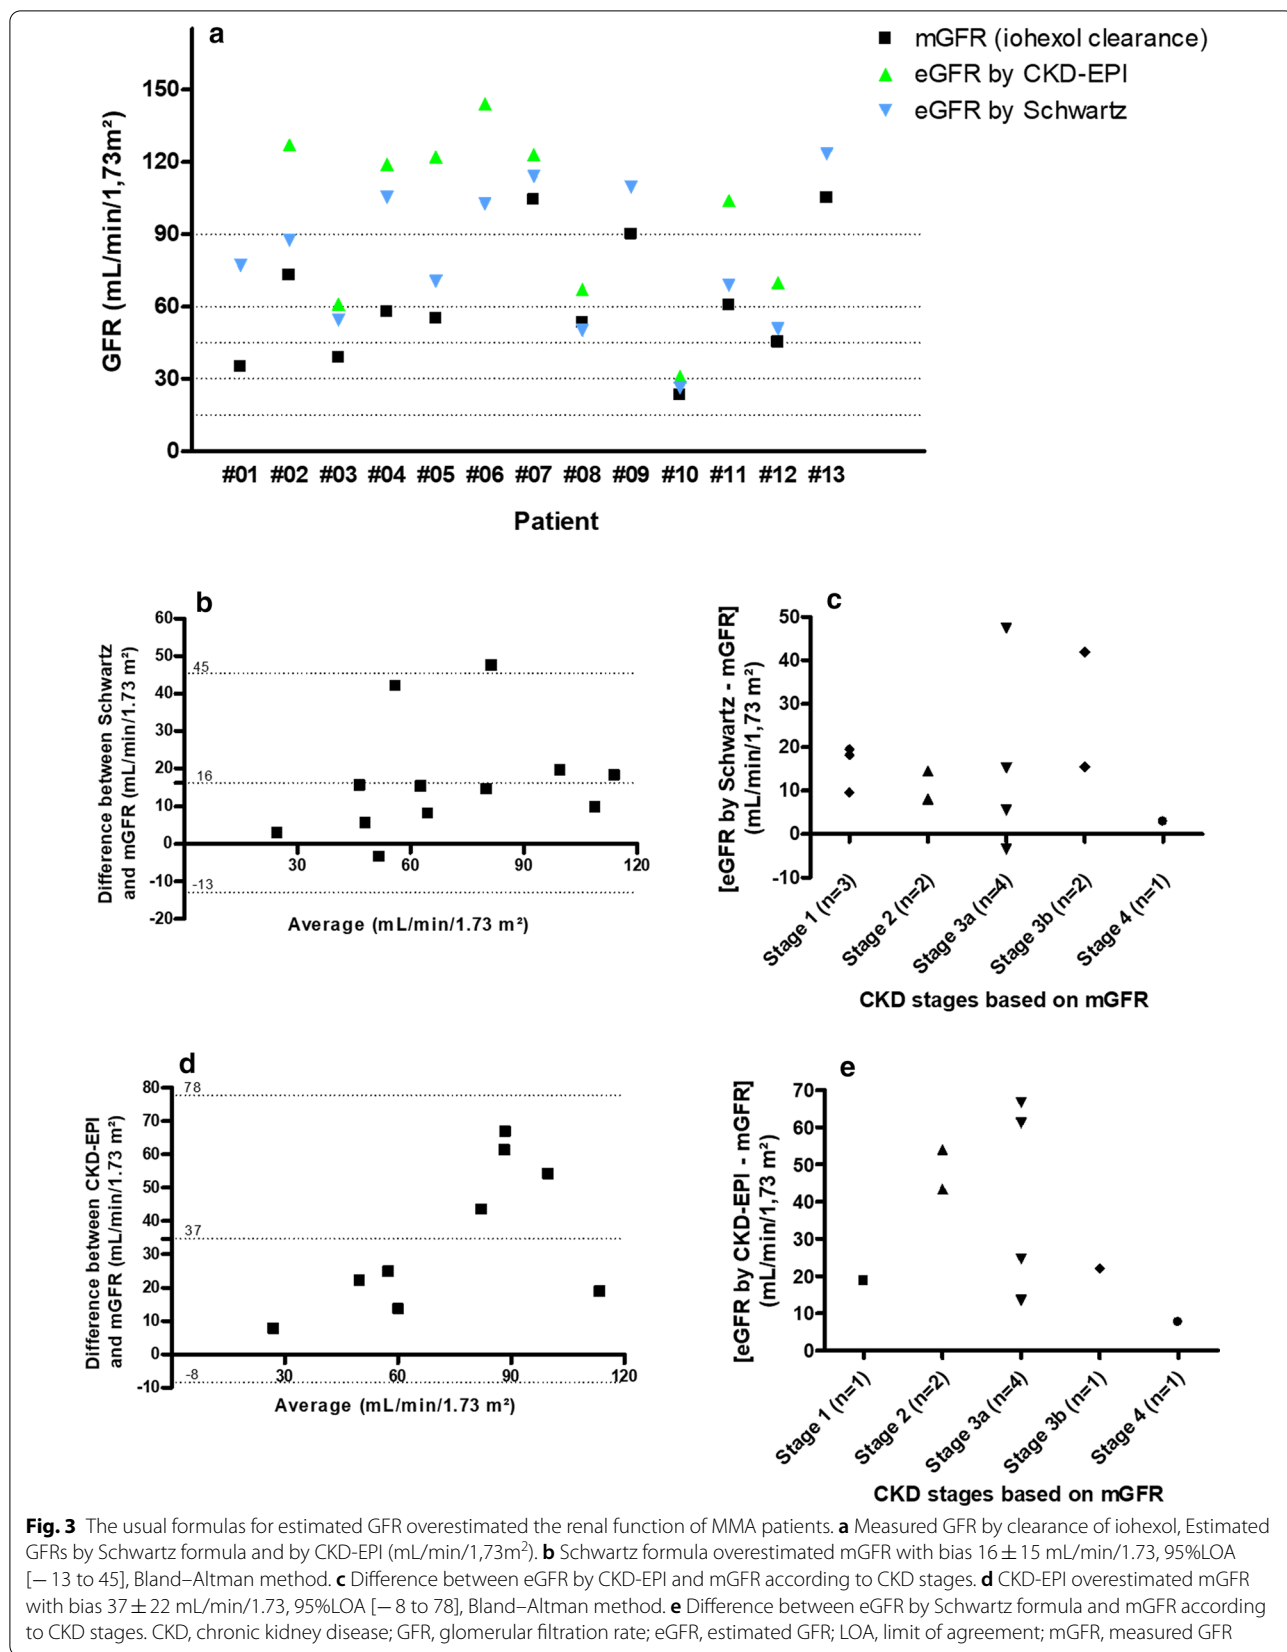 a
mGFR (iohexol clearance)
eGFR by CKD-EPI
eGFR by Schwartz
GFR (mL/min/1,73m²)
150
120
90
60
30
0
#01 #02 #03 #04 #05 #06 #07 #08 #09 #10 #11 #12 #13
Patient
b
Difference between Schwartz
and mGFR (mL/min/1.73 m²)
60
50
40
30
20
10
0
-10
-20
45
16
-13
30 60 90 120
Average (mL/min/1.73 m²)
c
[eGFR by Schwartz - mGFR]
(mL/min/1,73 m²)
50
40
30
20
10
0
-10
Stage 1 (n=3)
Stage 2 (n=2)
Stage 3a (n=4)
Stage 3b (n=2)
Stage 4 (n=1)
CKD stages based on mGFR
d
Difference between CKD-EPI
and mGFR (mL/min/1.73 m²)
80
70
60
50
40
30
20
10
0
-10
78
37
-8
30 60 90 120
Average (mL/min/1.73 m²)
e
[eGFR by CKD-EPI - mGFR]
(mL/min/1,73 m²)
70
60
50
40
30
20
10
0
Stage 1 (n=1)
Stage 2 (n=2)
Stage 3a (n=4)
Stage 3b (n=1)
Stage 4 (n=1)
CKD stages based on mGFR
Fig. 3 The usual formulas for estimated GFR overestimated the renal function of MMA patients. a Measured GFR by clearance of iohexol, Estimated
GFRs by Schwartz formula and by CKD-EPI (mL/min/1,73m²). b Schwartz formula overestimated mGFR with bias 16 ± 15 mL/min/1.73, 95%LOA
[− 13 to 45], Bland–Altman method. c Difference between eGFR by CKD-EPI and mGFR according to CKD stages. d CKD-EPI overestimated mGFR
with bias 37 ± 22 mL/min/1.73, 95%LOA [− 8 to 78], Bland–Altman method. e Difference between eGFR by Schwartz formula and mGFR according
to CKD stages. CKD, chronic kidney disease; GFR, glomerular filtration rate; eGFR, estimated GFR; LOA, limit of agreement; mGFR, measured GFR